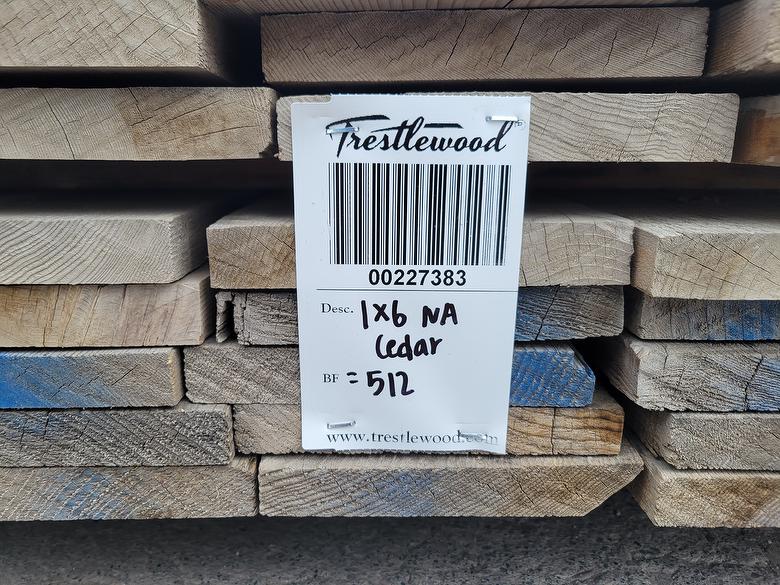 Trestlewood
00227383
Desc. 1x6 NA
Cedar
BF = 512
www.trestlewood.com